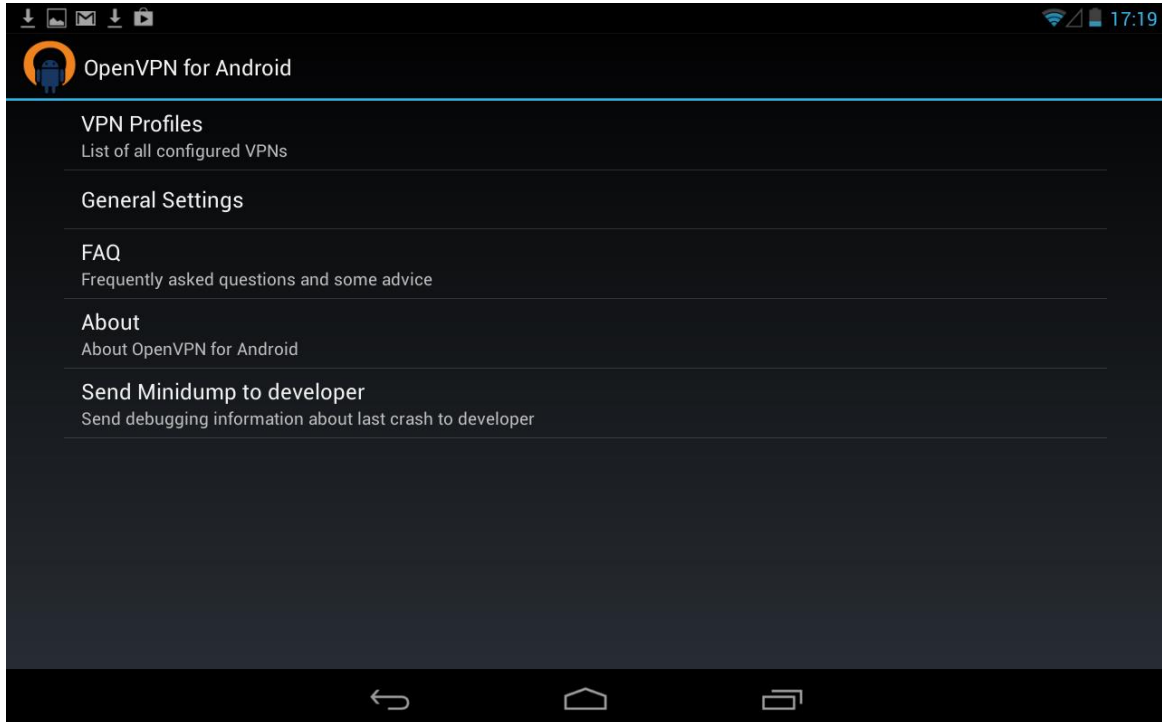 17:19
OpenVPN for Android
VPN Profiles
List of all configured VPNs
General Settings
FAQ
Frequently asked questions and some advice
About
About OpenVPN for Android
Send Minidump to developer
Send debugging information about last crash to developer